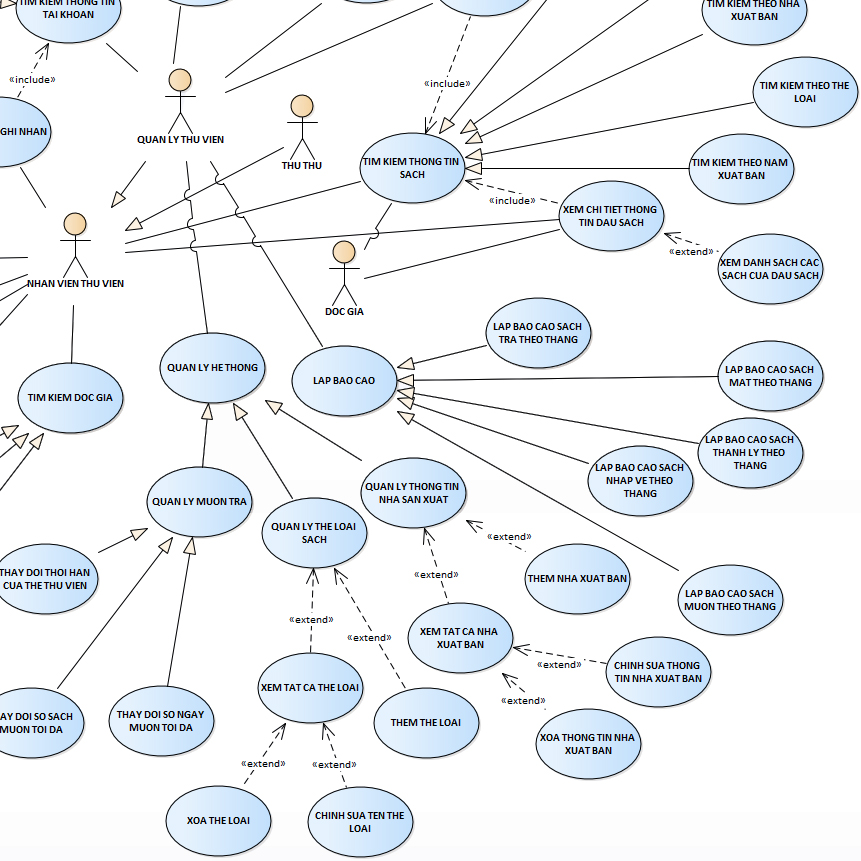 TIM KIEM THONG TIN
TAI KHOAN
TIM KIEM THEO NHA
XUAT BAN
«include»
«include»
TIM KIEM THEO THE
LOAI
GHI NHAN
QUAN LY THU VIEN
THU THU
TIM KIEM THONG TIN
SACH
TIM KIEM THEO NAM
XUAT BAN
«include»
XEM CHI TIET THONG
TIN DAU SACH
«extend»
XEM DANH SACH CAC
SACH CUA DAU SACH
NHAN VIEN THU VIEN
DOC GIA
LAP BAO CAO SACH
TRA THEO THANG
QUAN LY HE THONG
LAP BAO CAO
LAP BAO CAO SACH
MAT THEO THANG
TIM KIEM DOC GIA
LAP BAO CAO SACH
THANH LY THEO
THANG
LAP BAO CAO SACH
NHAP VE THEO
THANG
QUAN LY THONG TIN
NHA SAN XUAT
QUAN LY MUON TRA
QUAN LY THE LOAI
SACH
«extend»
THAY DOI THOI HAN
CUA THE THU VIEN
«extend»
THEM NHA XUAT BAN
LAP BAO CAO SACH
MUON THEO THANG
«extend»
«extend»
XEM TAT CA NHA
XUAT BAN
«extend»
CHINH SUA THONG
TIN NHA XUAT BAN
XEM TAT CA THE LOAI
«extend»
AY DOI SO SACH
MUON TOI DA
THAY DOI SO NGAY
MUON TOI DA
THEM THE LOAI
XOA THONG TIN NHA
XUAT BAN
«extend»
«extend»
XOA THE LOAI
CHINH SUA TEN THE
LOAI